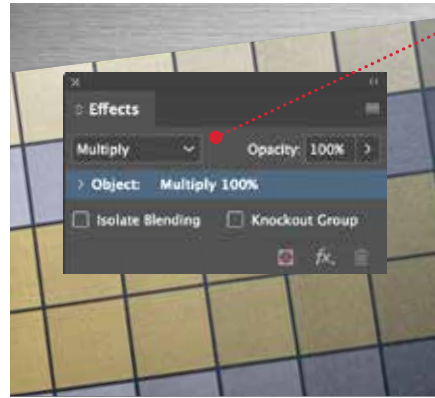 Effects
Multiply Opacity: 100%
Object: Multiply 100%
Isolate Blending Knockout Group
fx.